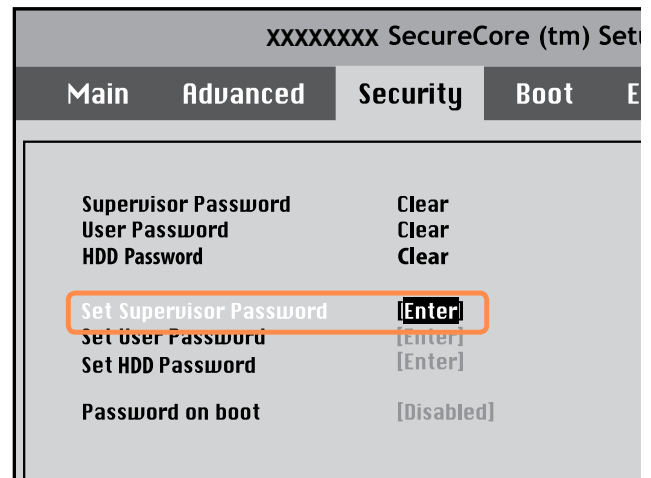 XXXXXXXX SecureCore (tm)
Main Advanced Security Boot
Supervisor Password Clear
User Password Clear
HDD Password Clear
Set Supervisor Password [Enter]
Set User Password [Enter]
Set HDD Password [Enter]
Password on boot [Disabled]